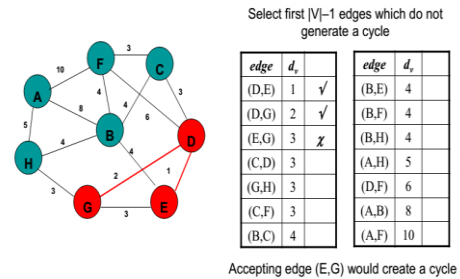 Select first |V|–1 edges which do not
generate a cycle
F
3
C
10
A
4
4
3
8
6
5
B
D
4
4
H
2
1
3
G
3
E
edge dv
(D,E) 1 √
(D,G) 2 √
(E,G) 3 χ
(C,D) 3
(G,H) 3
(C,F) 3
(B,C) 4
edge dv
(B,E) 4
(B,F) 4
(B,H) 4
(A,H) 5
(D,F) 6
(A,B) 8
(A,F) 10
Accepting edge (E,G) would create a cycle